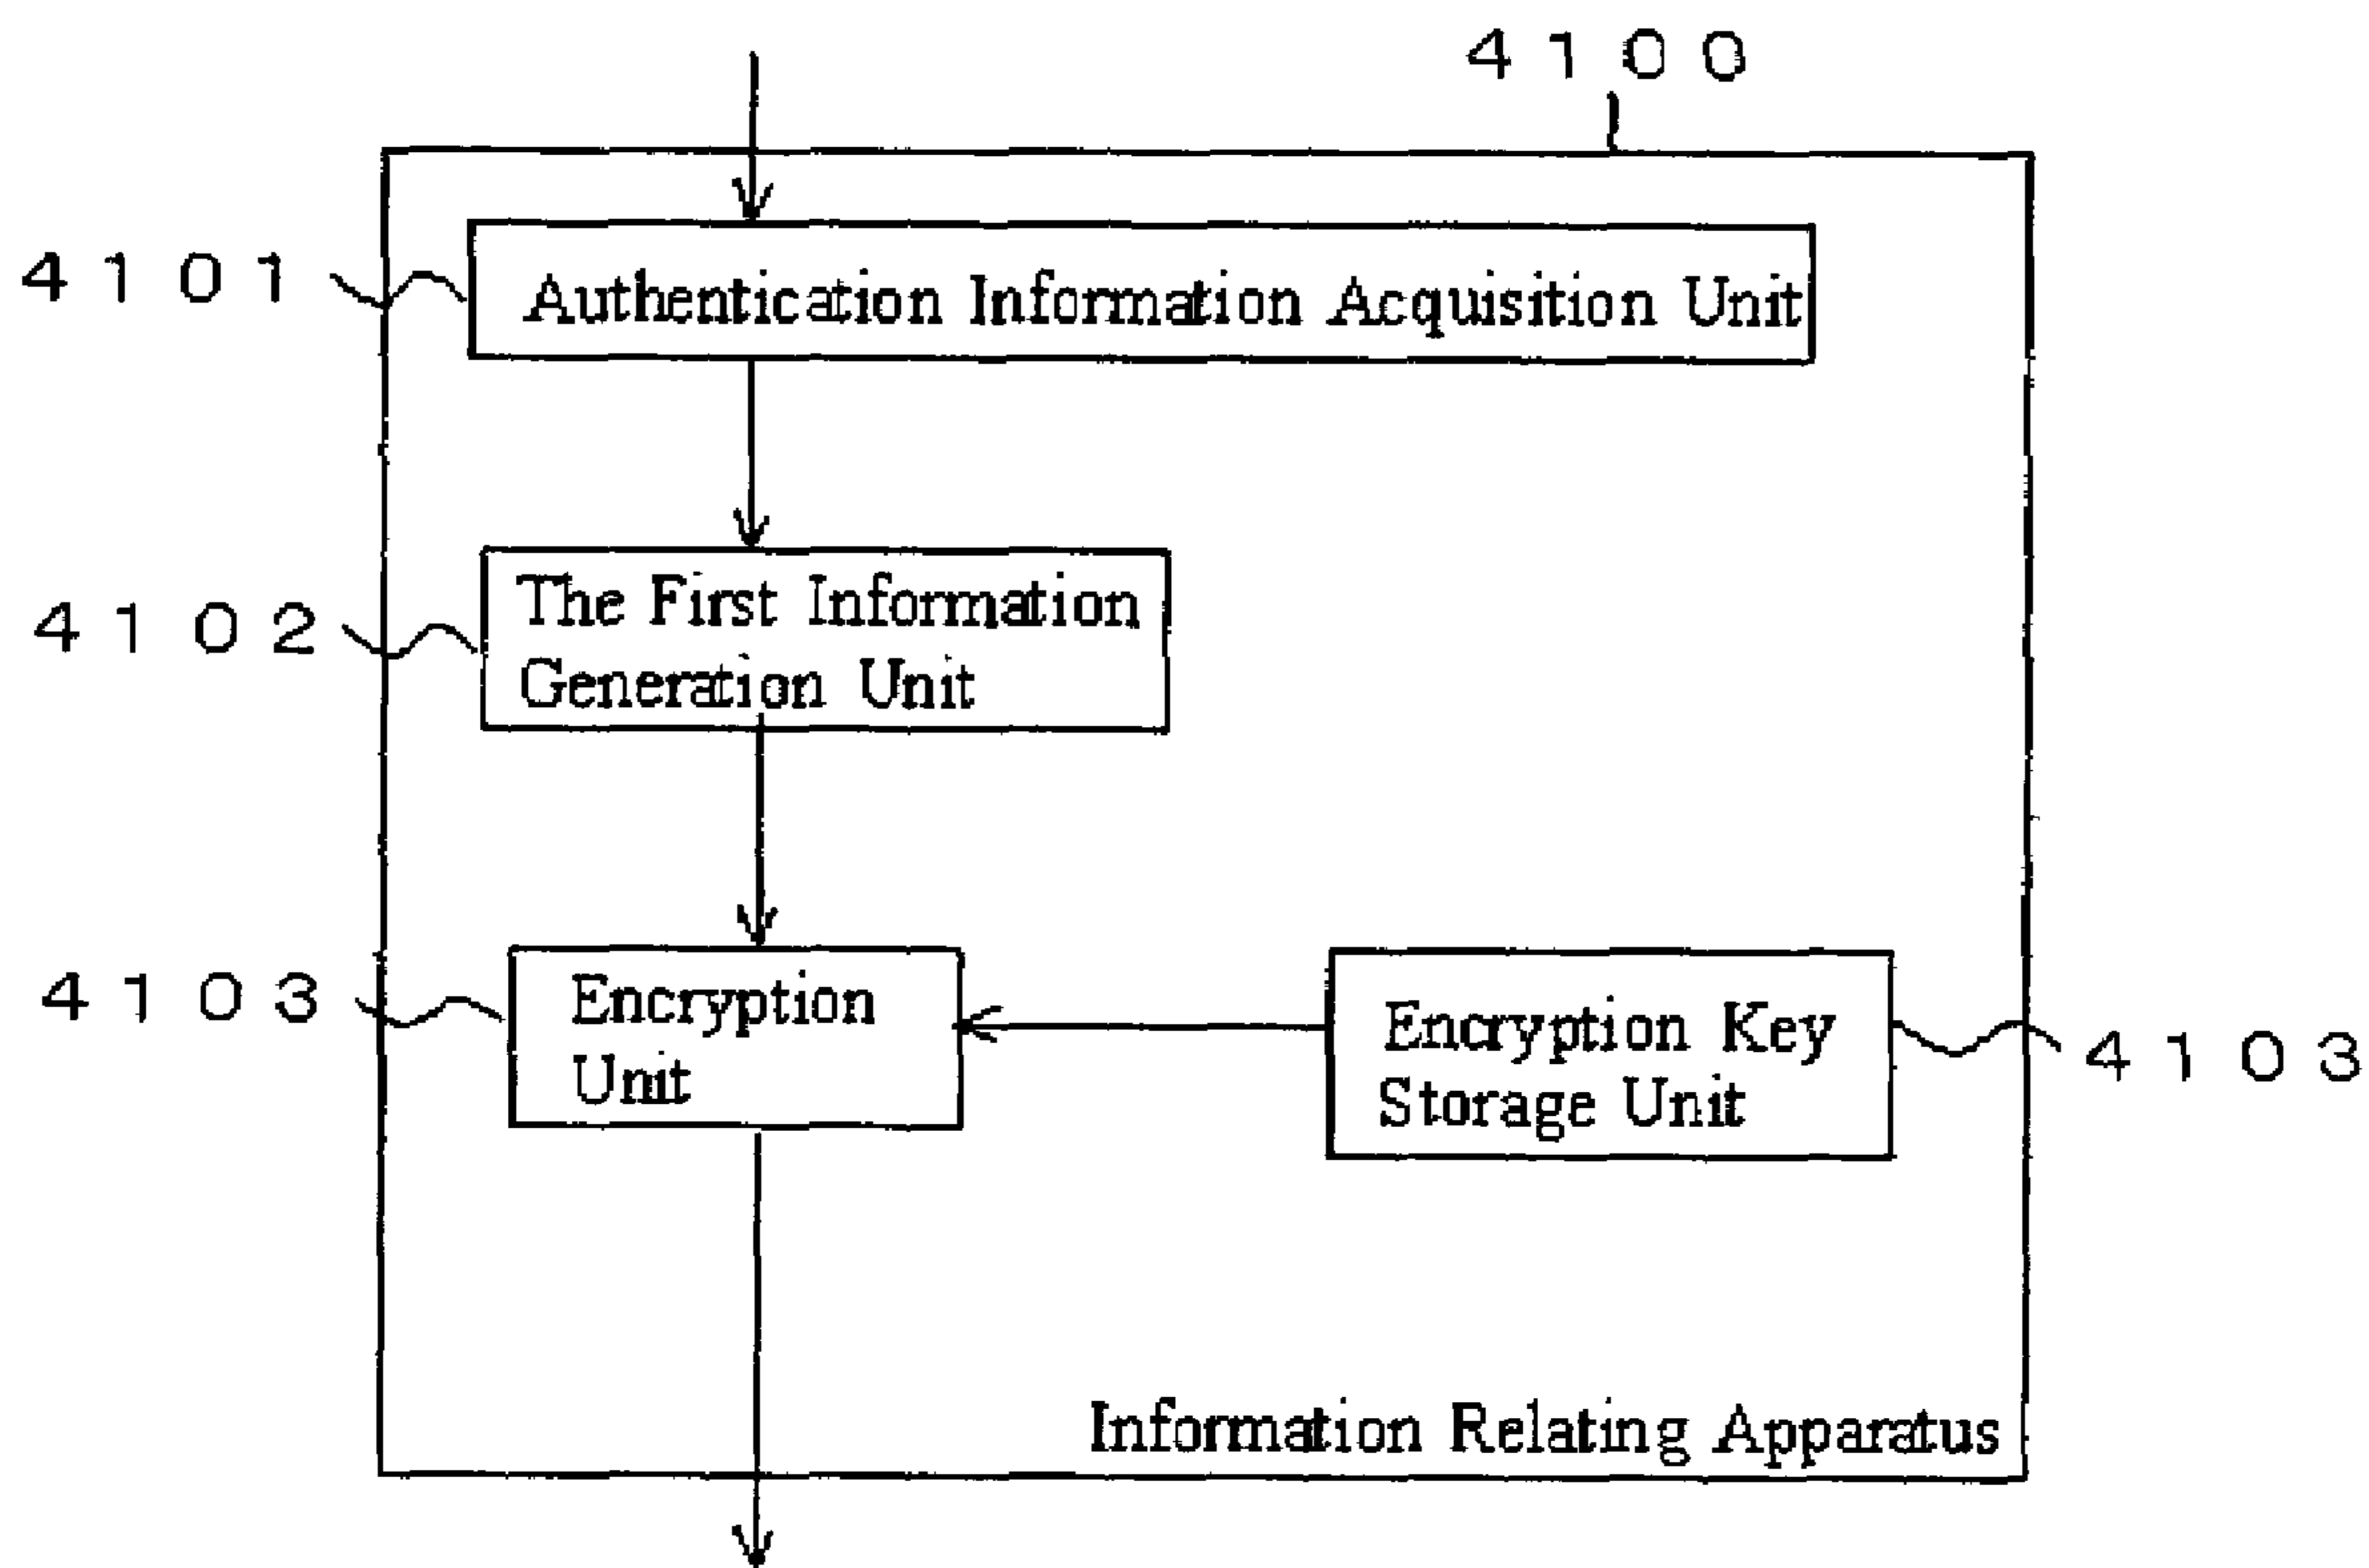 4100
4101
Authentication Information Acquisition Unit
4102
The First Information
Generation Unit
4103
Encryption
Unit
Encryption Key
Storage Unit
4103
Information Relating Apparatus